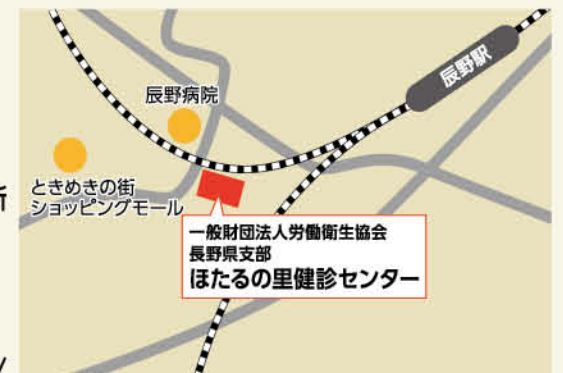 辰野駅
辰野病院
ときめきの街
ショッピングモール
一般財団法人労働衛生協会
長野県支部
ほたるの里健診センター